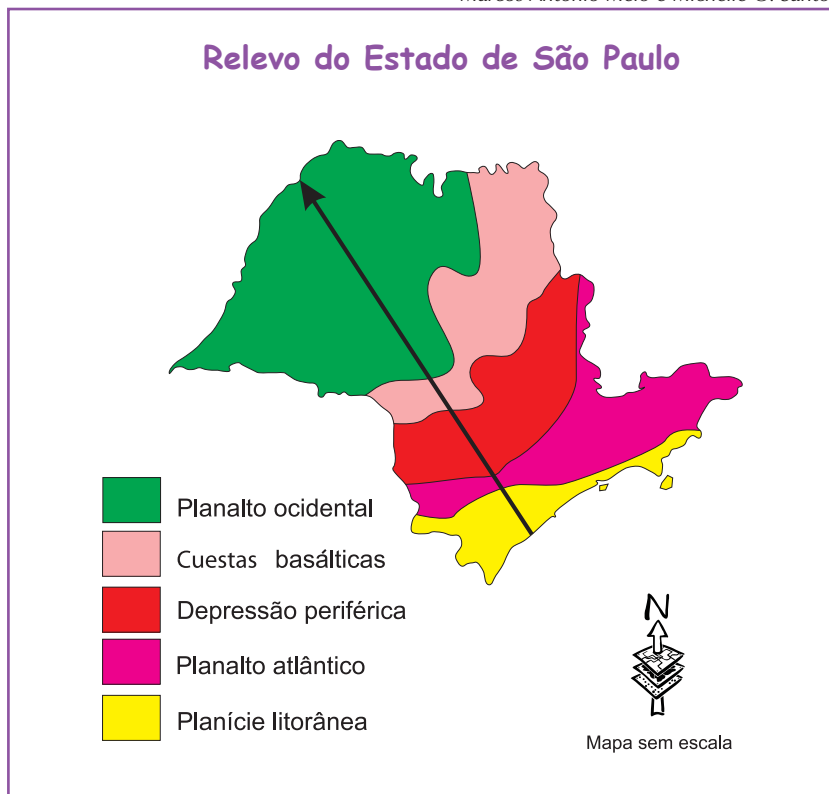 Relevo do Estado de São Paulo
Planalto ocidental
Cuestas basálticas
Depressão periférica
Planalto atlântico
Planície litorânea
N
Mapa sem escala